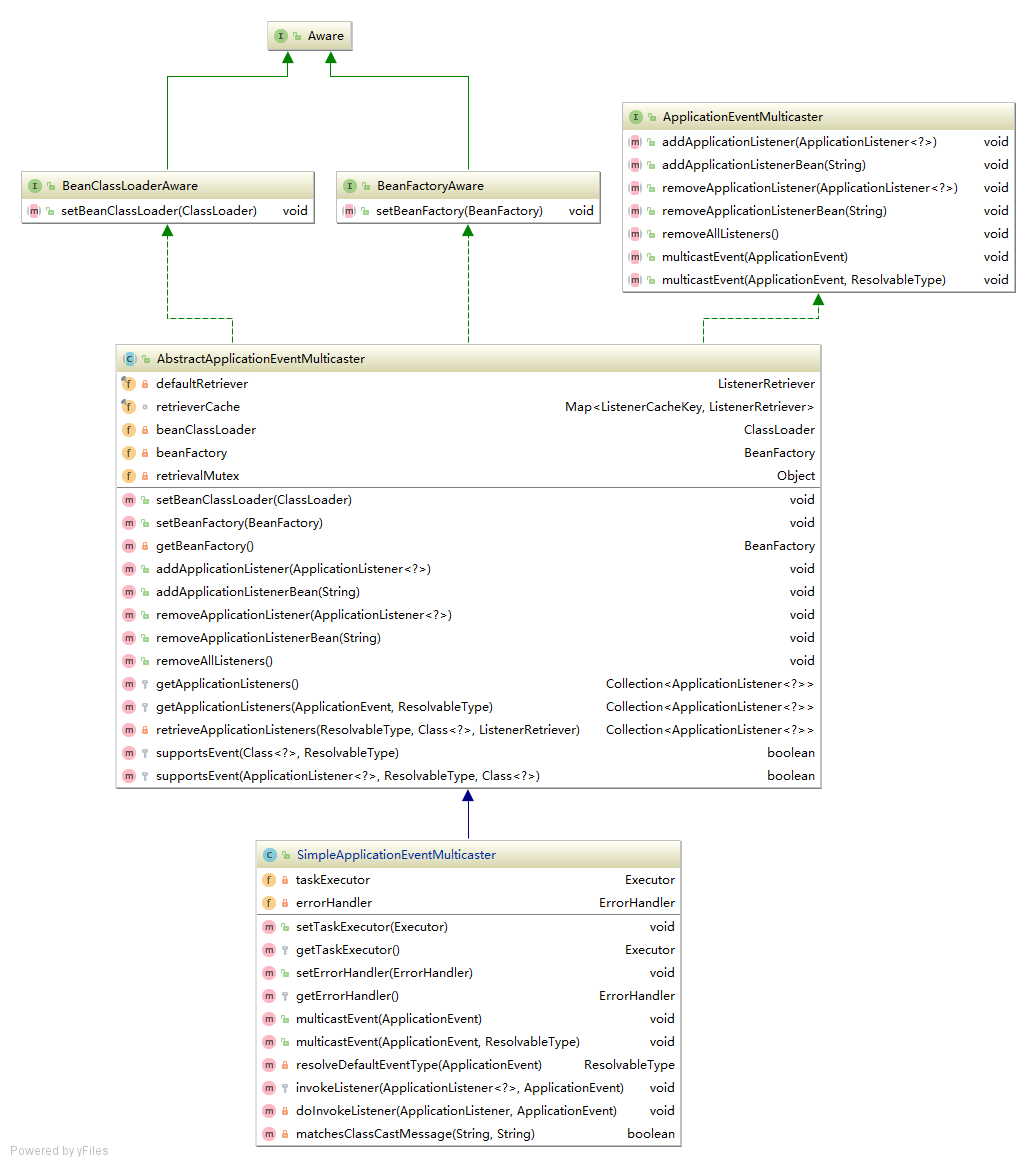 Aware
BeanClassLoaderAware
setBeanClassLoader(ClassLoader) void
BeanFactoryAware
setBeanFactory(BeanFactory) void
ApplicationEventMulticaster
addApplicationListener(ApplicationListener<?>) void
addApplicationListenerBean(String) void
removeApplicationListener(ApplicationListener<?>) void
removeApplicationListenerBean(String) void
removeAllListeners() void
multicastEvent(ApplicationEvent) void
multicastEvent(ApplicationEvent, ResolvableType) void
AbstractApplicationEventMulticaster
defaultRetriever ListenerRetriever
retrieverCache Map<ListenerCacheKey, ListenerRetriever>
beanClassLoader ClassLoader
beanFactory BeanFactory
retrievalMutex Object
setBeanClassLoader(ClassLoader) void
setBeanFactory(BeanFactory) void
getBeanFactory() BeanFactory
addApplicationListener(ApplicationListener<?>) void
addApplicationListenerBean(String) void
removeApplicationListener(ApplicationListener<?>) void
removeApplicationListenerBean(String) void
removeAllListeners() void
getApplicationListeners() Collection<ApplicationListener<?>>
getApplicationListeners(ApplicationEvent, ResolvableType) Collection<ApplicationListener<?>>
retrieveApplicationListeners(ResolvableType, Class<?>, ListenerRetriever) Collection<ApplicationListener<?>>
supportsEvent(Class<?>, ResolvableType) boolean
supportsEvent(ApplicationListener<?>, ResolvableType, Class<?>) boolean
SimpleApplicationEventMulticaster
taskExecutor Executor
errorHandler ErrorHandler
setTaskExecutor(Executor) void
getTaskExecutor() Executor
setErrorHandler(ErrorHandler) void
getErrorHandler() ErrorHandler
multicastEvent(ApplicationEvent) void
multicastEvent(ApplicationEvent, ResolvableType) void
resolveDefaultEventType(ApplicationEvent) ResolvableType
invokeListener(ApplicationListener<?>, ApplicationEvent) void
doInvokeListener(ApplicationListener, ApplicationEvent) void
matchesClassCastMessage(String, String) boolean
Powered by yFiles